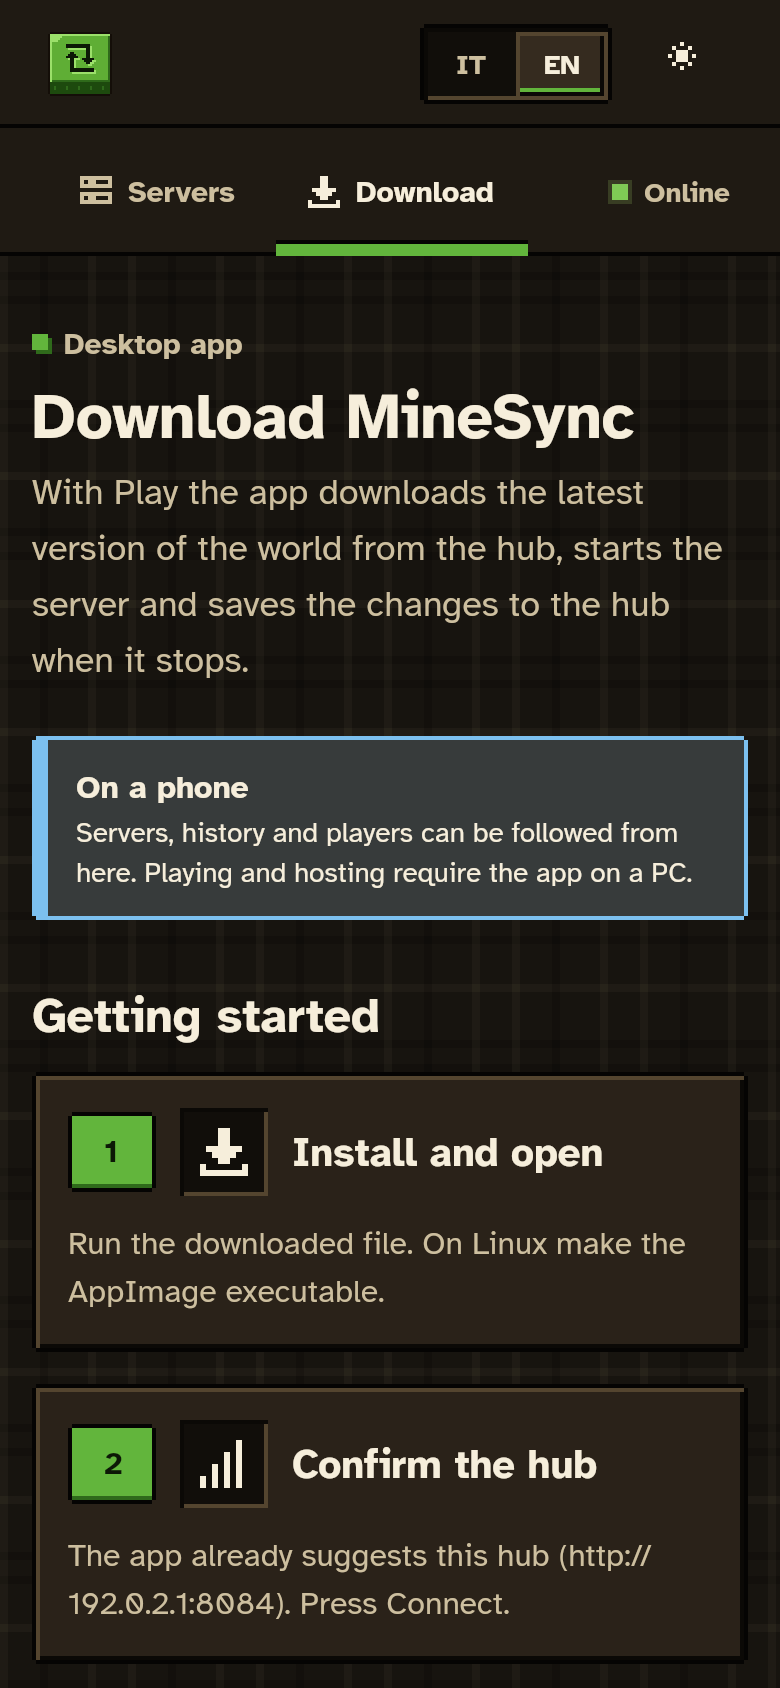 IT EN
Servers Download Online
Desktop app
Download MineSync
With Play the app downloads the latest
version of the world from the hub, starts the
server and saves the changes to the hub
when it stops.
On a phone
Servers, history and players can be followed from
here. Playing and hosting require the app on a PC.
Getting started
1 Install and open
Run the downloaded file. On Linux make the
AppImage executable.
2 Confirm the hub
The app already suggests this hub (http://
192.0.2.1:8084). Press Connect.